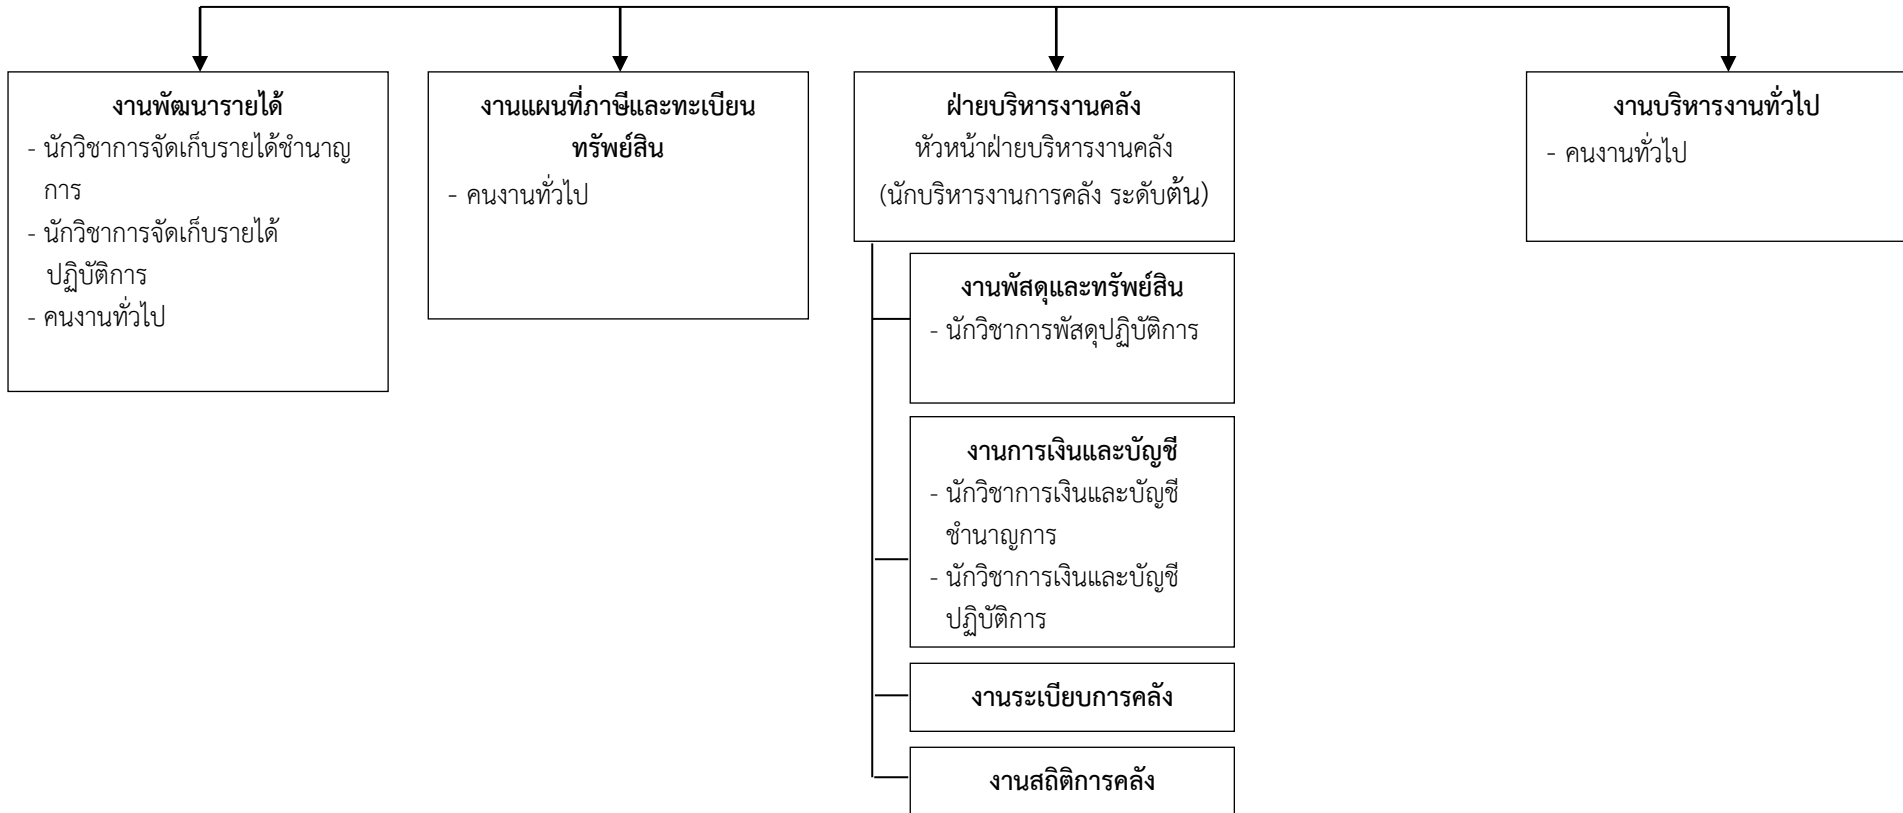 งานพัฒนารายได้
- นักวิชาการจัดเก็บรายได้ชำนาญ
การ
- นักวิชาการจัดเก็บรายได้
ปฏิบัติการ
- คนงานทั่วไป
งานแผนที่ภาษีและทะเบียน
ทรัพย์สิน
- คนงานทั่วไป
ฝ่ายบริหารงานคลัง
หัวหน้าฝ่ายบริหารงานคลัง
(นักบริหารงานการคลัง ระดับต้น)
งานพัสดุและทรัพย์สิน
- นักวิชาการพัสดุปฏิบัติการ
งานการเงินและบัญชี
- นักวิชาการเงินและบัญชี
ชำนาญการ
- นักวิชาการเงินและบัญชี
ปฏิบัติการ
งานระเบียบการคลัง
งานสถิติการคลัง
งานบริหารงานทั่วไป
- คนงานทั่วไป